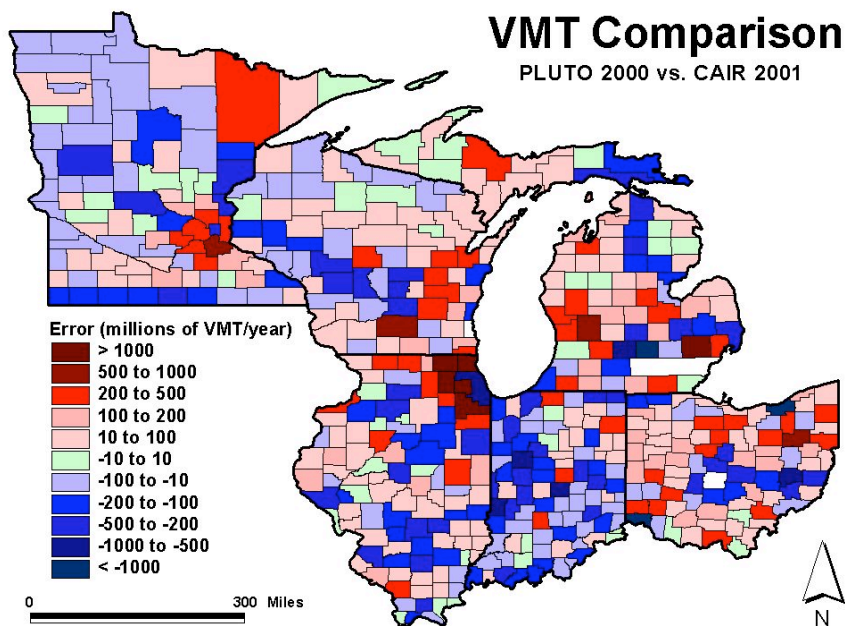 VMT Comparison
PLUTO 2000 vs. CAIR 2001
Error (millions of VMT/year)
> 1000
500 to 1000
200 to 500
100 to 200
10 to 100
-10 to 10
-100 to -10
-200 to -100
-500 to -200
-1000 to -500
< -1000
0 300 Miles
N